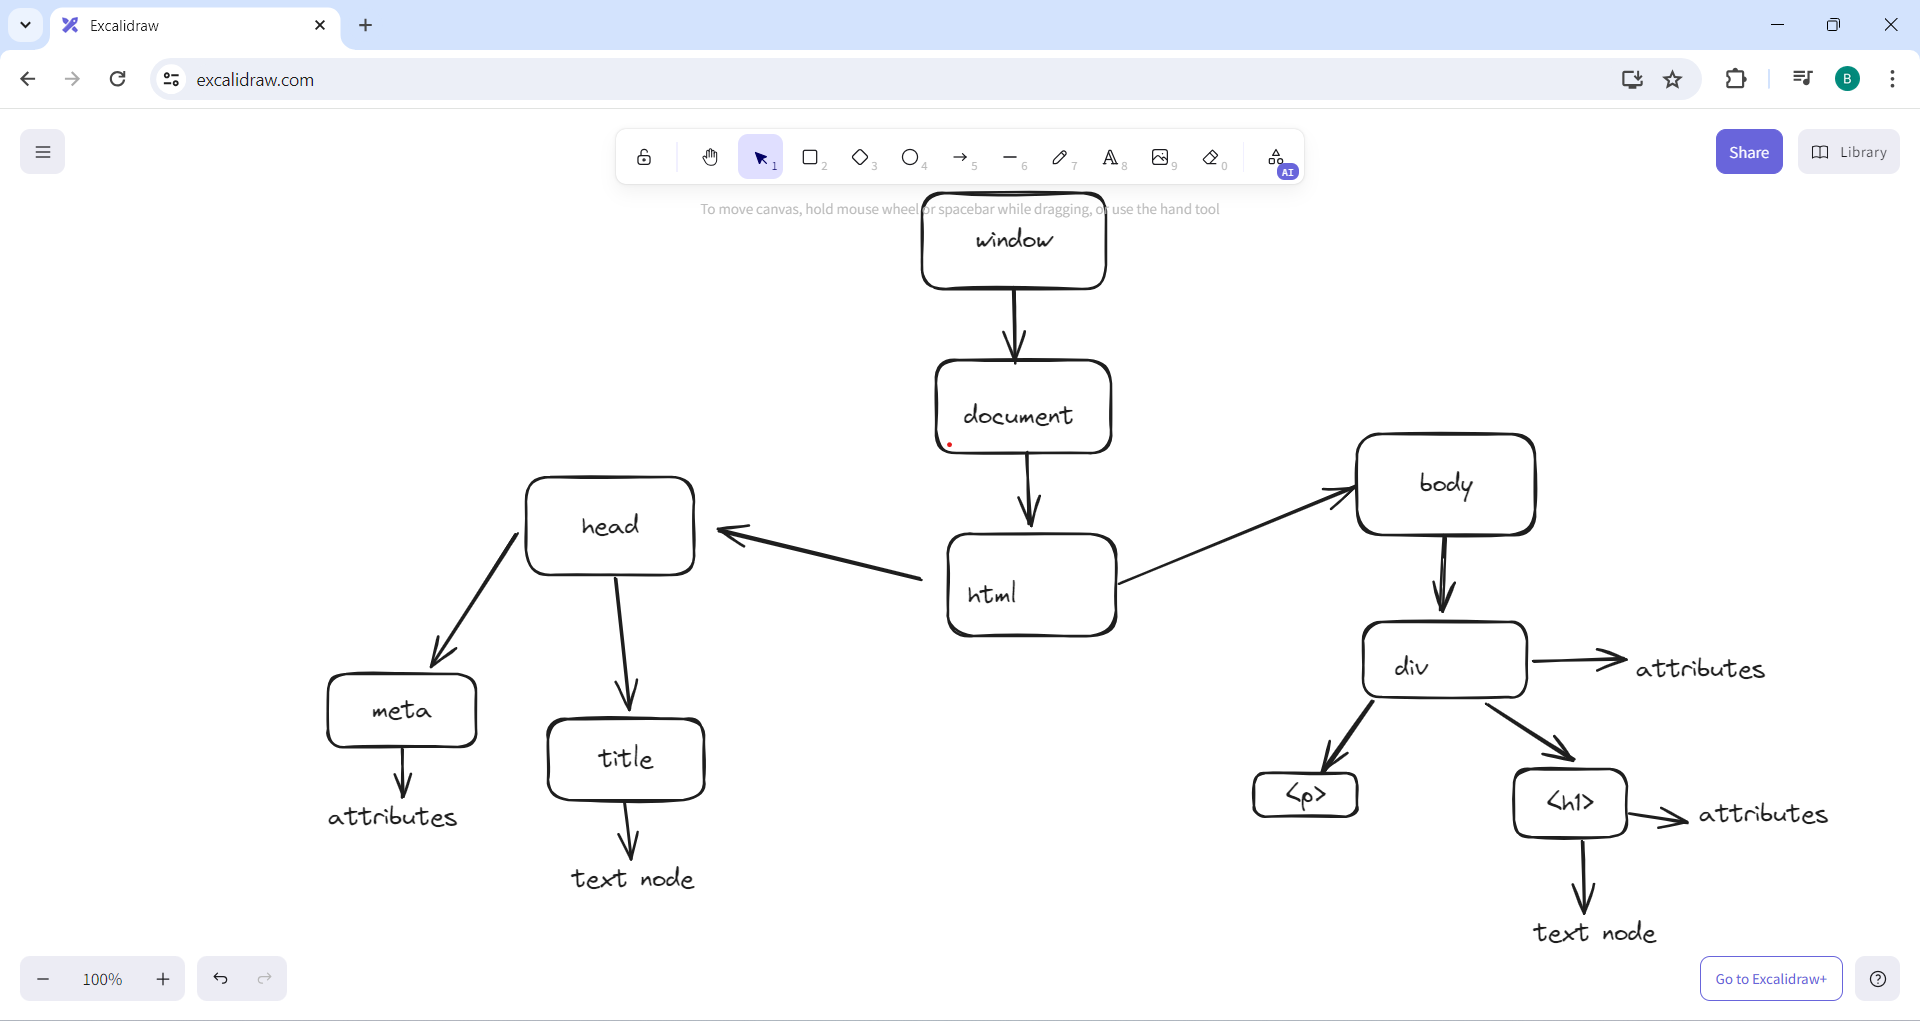 Excalidraw
excalidraw.com
B
1
2
3
4
5
6
7
8
9
0
AI
Share
Library
To move canvas, hold mouse wheel or spacebar while dragging, or use the hand tool
window
document
body
head
html
div
attributes
meta
title
<p>
<h1>
attributes
attributes
text node
text node
100%
Go to Excalidraw+